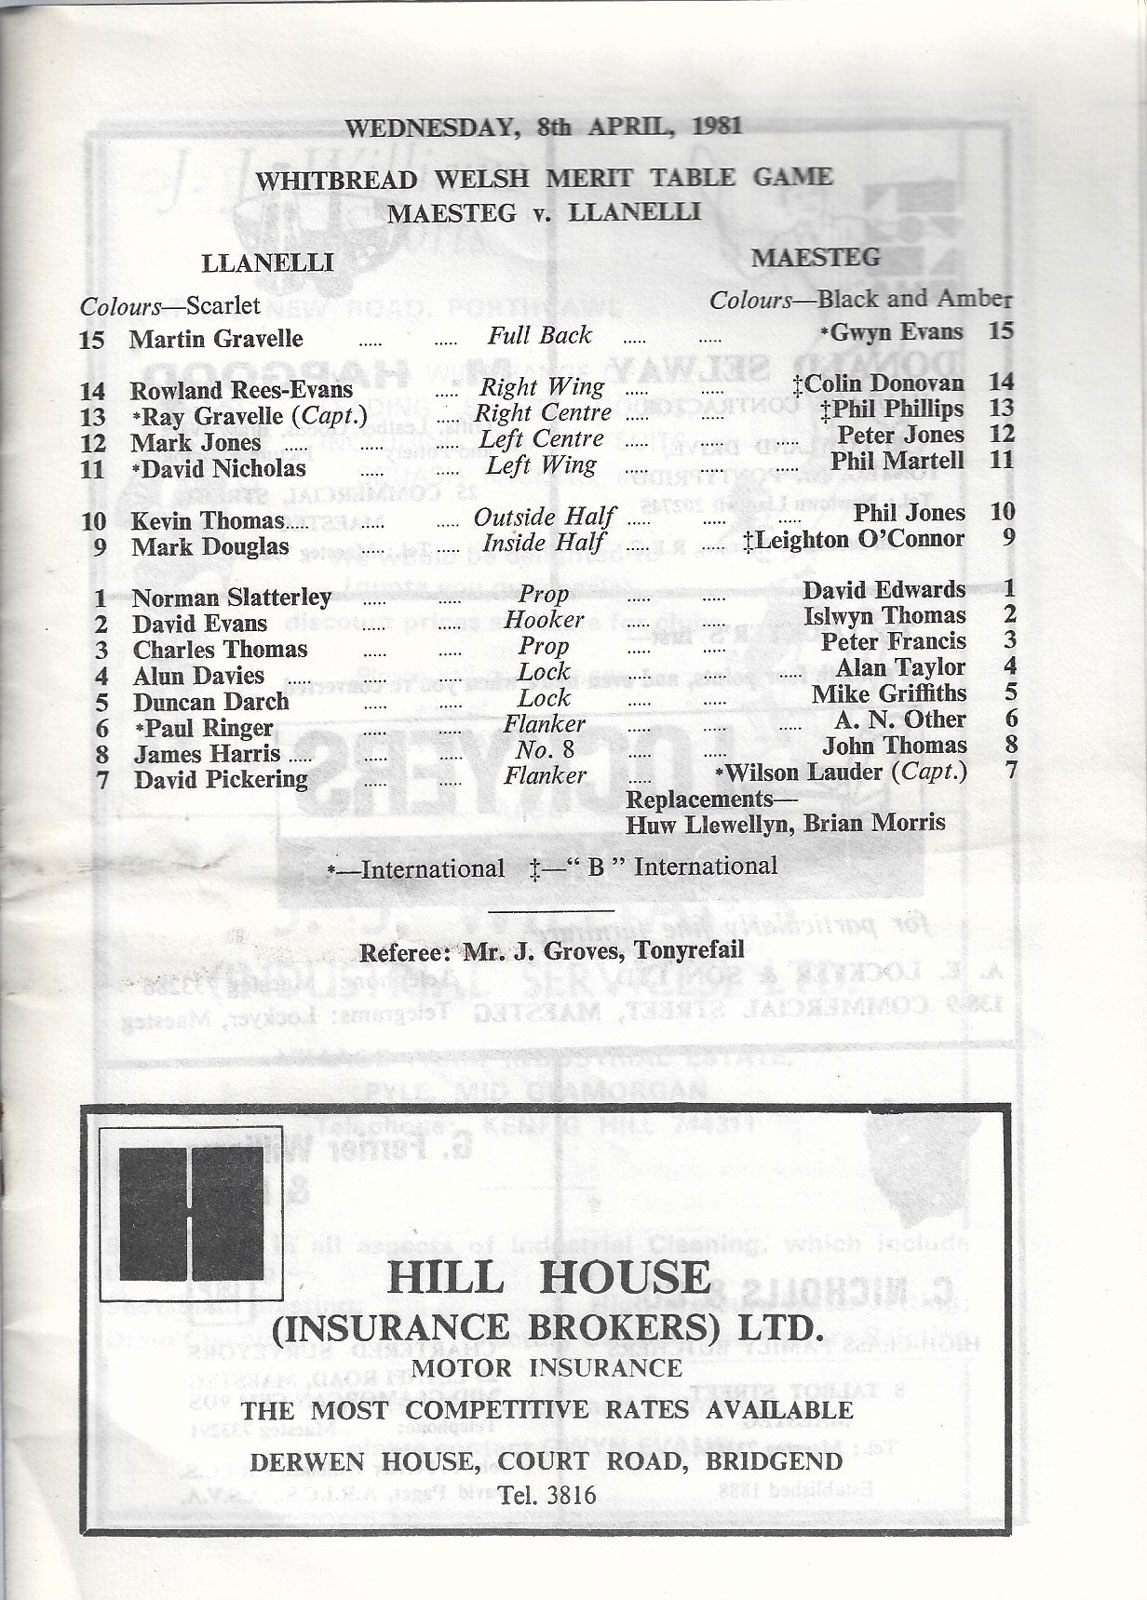 WEDNESDAY, 8th APRIL, 1981
WHITBREAD WELSH MERIT TABLE GAME
MAESTEG v. LLANELLI
LLANELLI MAESTEG
Colours—Scarlet Colours—Black and Amber
15 Martin Gravelle ..... ..... Full Back ..... ..... *Gwyn Evans 15
14 Rowland Rees-Evans ..... Right Wing ..... ..... ‡Colin Donovan 14
13 *Ray Gravelle (Capt.) ..... Right Centre ..... ..... ‡Phil Phillips 13
12 Mark Jones ..... ..... ..... Left Centre ..... ..... ..... Peter Jones 12
11 *David Nicholas ..... ..... Left Wing ..... ..... ..... Phil Martell 11
10 Kevin Thomas..... ..... ..... Outside Half ..... ..... ..... Phil Jones 10
9 Mark Douglas ..... ..... Inside Half ..... ..... ‡Leighton O'Connor 9
1 Norman Slatterley ..... ..... Prop ..... ..... David Edwards 1
2 David Evans ..... ..... Hooker ..... ..... Islwyn Thomas 2
3 Charles Thomas ..... ..... Prop ..... ..... Peter Francis 3
4 Alun Davies ..... ..... ..... Lock ..... ..... ..... Alan Taylor 4
5 Duncan Darch ..... ..... Lock ..... ..... Mike Griffiths 5
6 *Paul Ringer ..... ..... Flanker ..... ..... ..... A. N. Other 6
8 James Harris ..... ..... ..... No. 8 ..... ..... John Thomas 8
7 David Pickering ..... ..... Flanker ..... *Wilson Lauder (Capt.) 7
Replacements—
Huw Llewellyn, Brian Morris
*—International ‡—" B " International
Referee: Mr. J. Groves, Tonyrefail
HILL HOUSE
(INSURANCE BROKERS) LTD.
MOTOR INSURANCE
THE MOST COMPETITIVE RATES AVAILABLE
DERWEN HOUSE, COURT ROAD, BRIDGEND
Tel. 3816